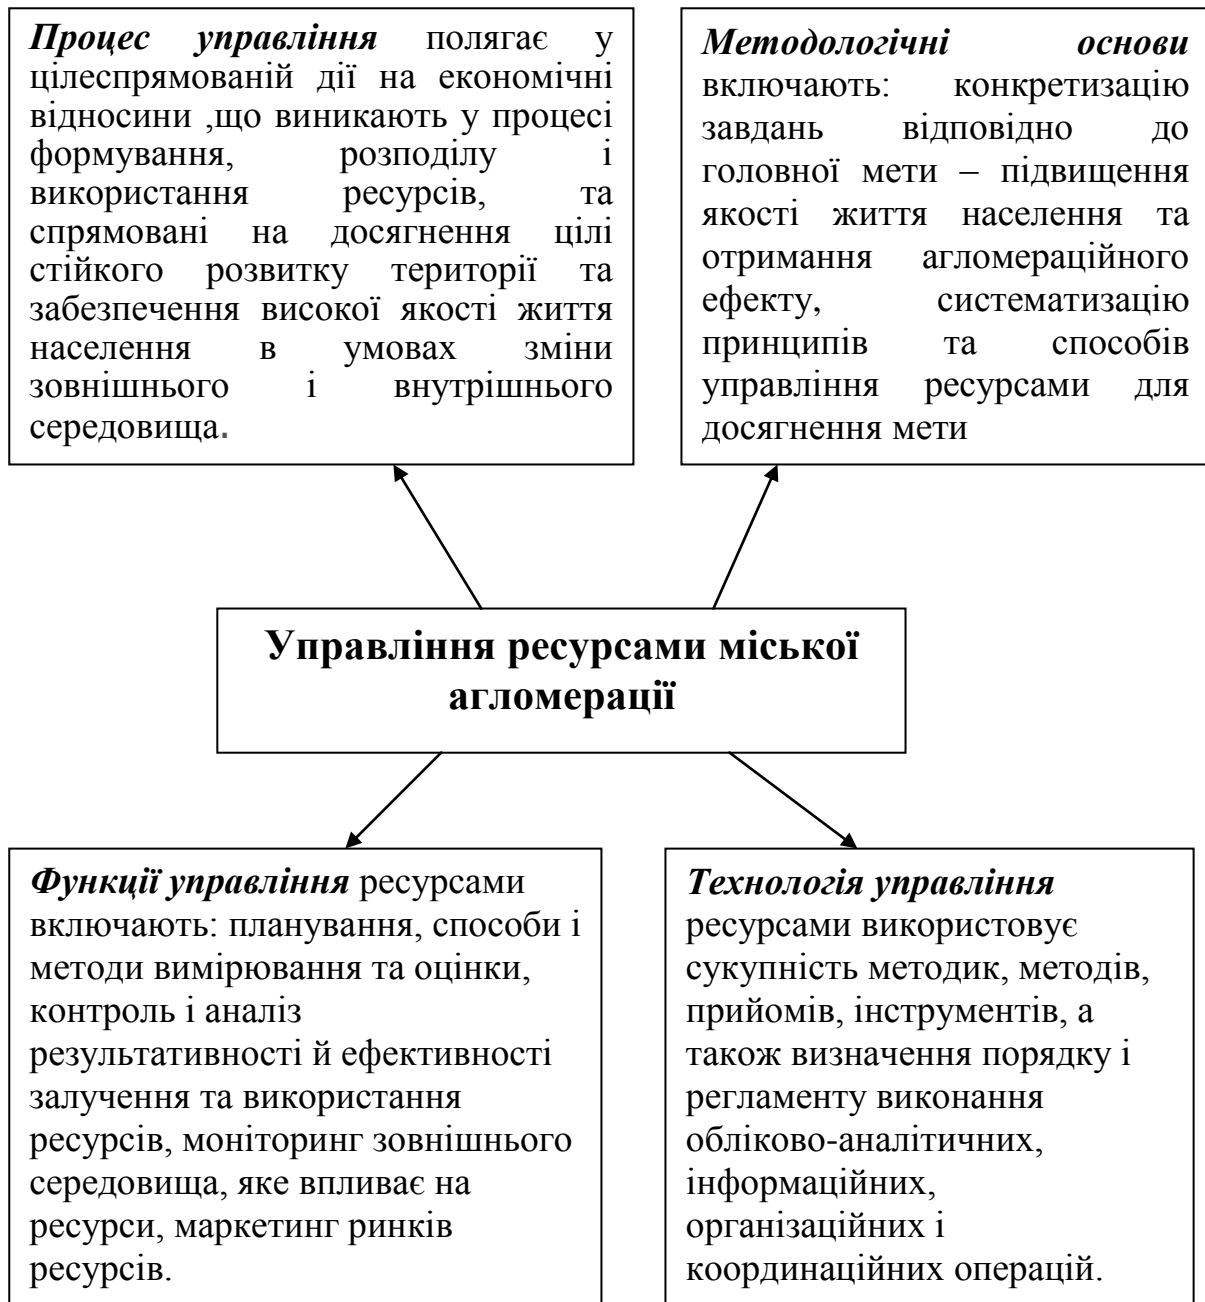 Процес управління полягає у
цілеспрямованій дії на економічні
відносини ,що виникають у процесі
формування, розподілу і
використання ресурсів, та
спрямовані на досягнення цілі
стійкого розвитку території та
забезпечення високої якості життя
населення в умовах зміни
зовнішнього і внутрішнього
середовища.
Методологічні основи
включають: конкретизацію
завдань відповідно до
головної мети – підвищення
якості життя населення та
отримання агломераційного
ефекту, систематизацію
принципів та способів
управління ресурсами для
досягнення мети
Управління ресурсами міської
агломерації
Функції управління ресурсами
включають: планування, способи і
методи вимірювання та оцінки,
контроль і аналіз
результативності й ефективності
залучення та використання
ресурсів, моніторинг зовнішнього
середовища, яке впливає на
ресурси, маркетинг ринків
ресурсів.
Технологія управління
ресурсами використовує
сукупність методик, методів,
прийомів, інструментів, а
також визначення порядку і
регламенту виконання
обліково-аналітичних,
інформаційних,
організаційних і
координаційних операцій.